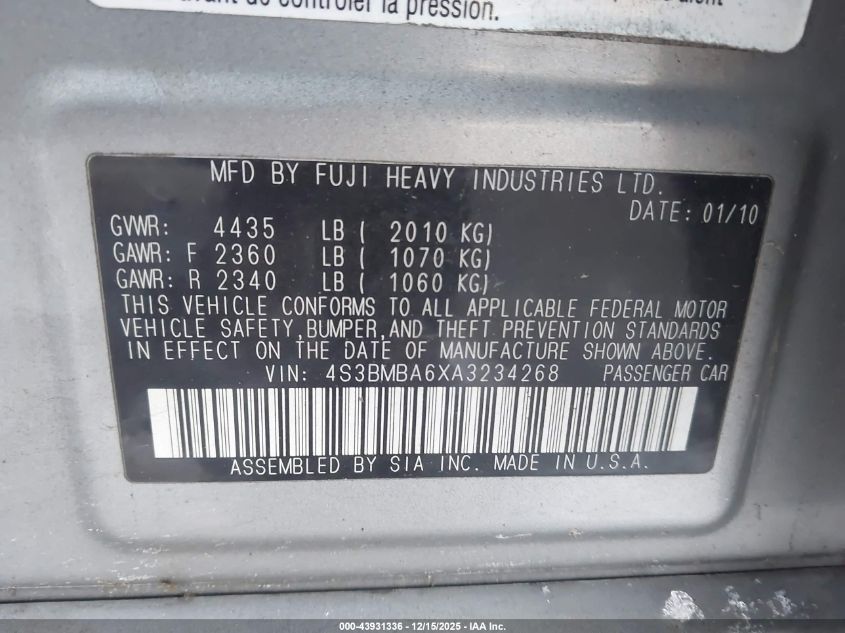 avant de contrôler la pression.
MFD BY FUJI HEAVY INDUSTRIES LTD.
DATE: 01/10
GVWR: 4435 LB ( 2010 KG)
GAWR: F 2360 LB ( 1070 KG)
GAWR: R 2340 LB ( 1060 KG)
THIS VEHICLE CONFORMS TO ALL APPLICABLE FEDERAL MOTOR
VEHICLE SAFETY,BUMPER,AND THEFT PREVENTION STANDARDS
IN EFFECT ON THE DATE OF MANUFACTURE SHOWN ABOVE.
VIN: 4S3BMBA6XA3234268 PASSENGER CAR
ASSEMBLED BY SIA INC. MADE IN U.S.A.
000-43931336 - 12/15/2025 - IAA Inc.